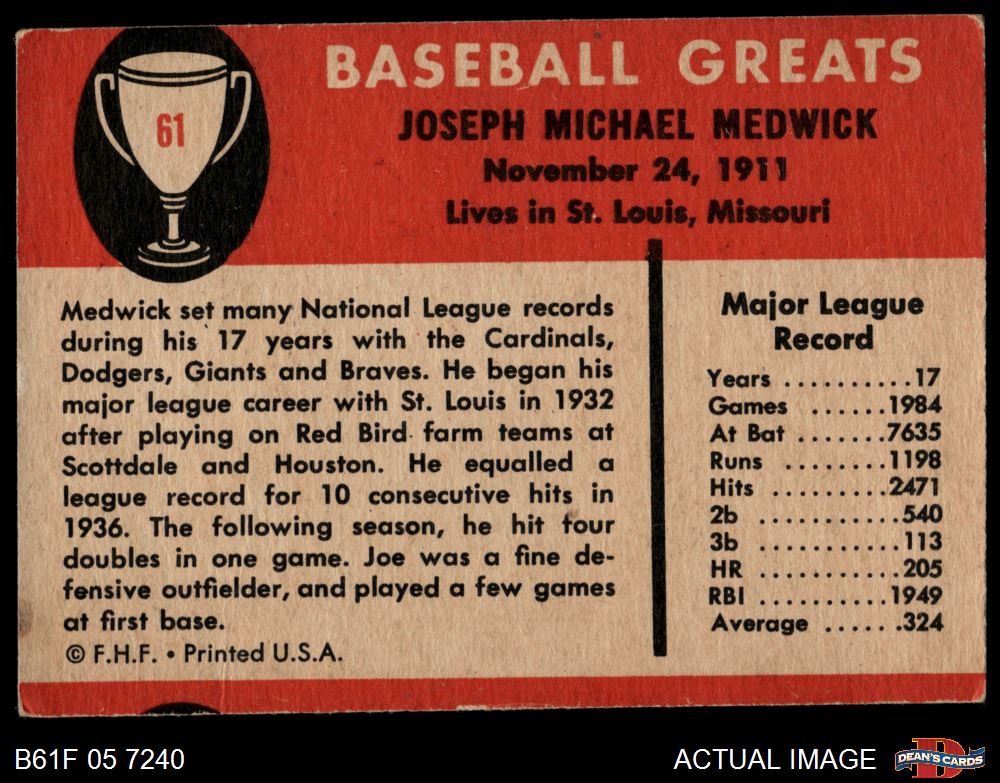 61
BASEBALL GREATS
JOSEPH MICHAEL MEDWICK
November 24, 1911
Lives in St. Louis, Missouri
Medwick set many National League records
during his 17 years with the Cardinals,
Dodgers, Giants and Braves. He began his
major league career with St. Louis in 1932
after playing on Red Bird farm teams at
Scottdale and Houston. He equalled a
league record for 10 consecutive hits in
1936. The following season, he hit four
doubles in one game. Joe was a fine de-
fensive outfielder, and played a few games
at first base.
© F.H.F. • Printed U.S.A.
Major League
Record
Years ..........17
Games ......1984
At Bat .......7635
Runs ........1198
Hits .........2471
2b ...........540
3b ...........113
HR ...........205
RBI ..........1949
Average ......324
B61F 05 7240
ACTUAL IMAGE
DEAN'S CARDS